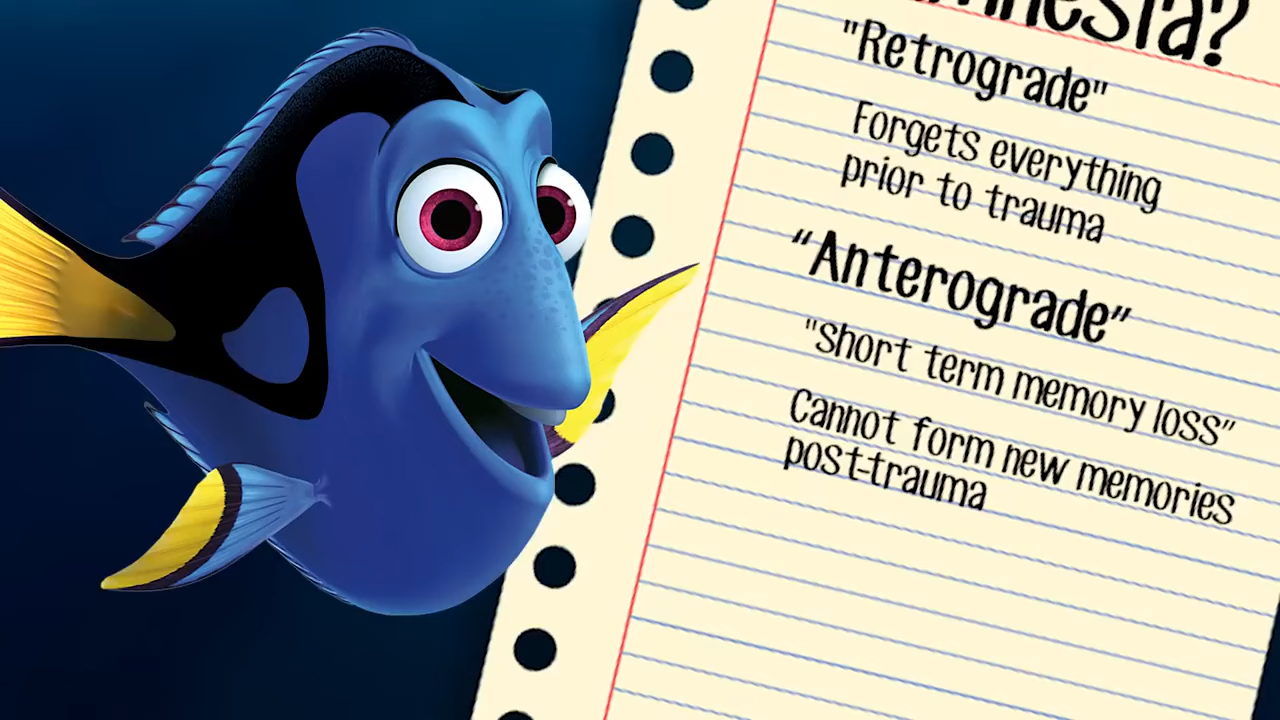 "Retrograde"
Forgets everything
prior to trauma
“Anterograde”
"Short term memory loss”
Cannot form new memories
post-trauma